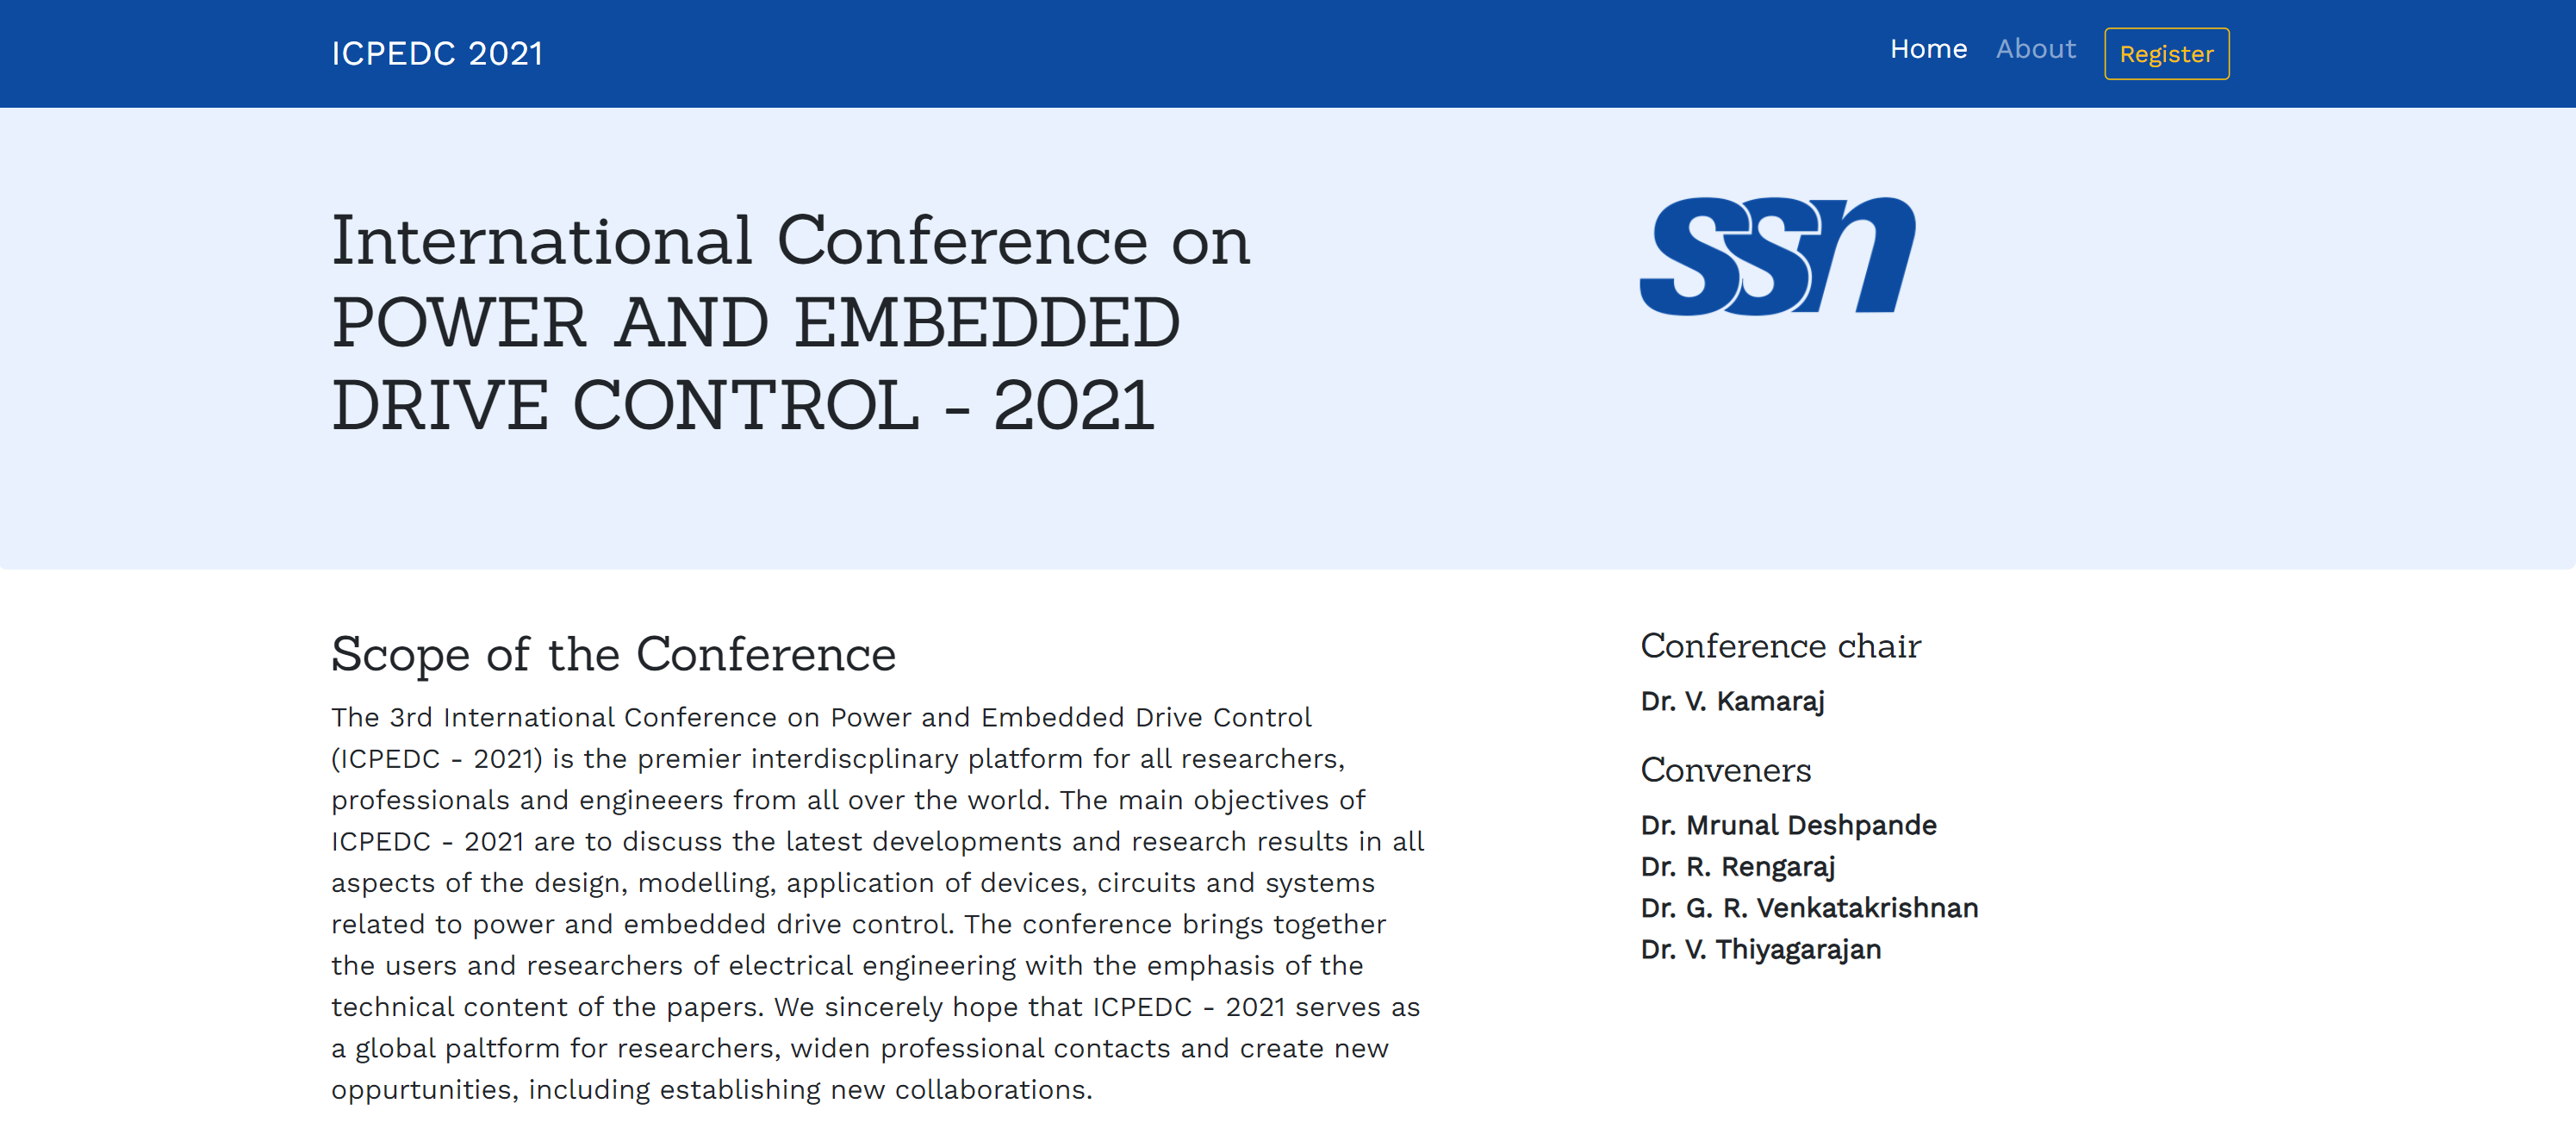 ICPEDC 2021
Home About Register
International Conference on
POWER AND EMBEDDED
DRIVE CONTROL - 2021
ssn
Scope of the Conference
The 3rd International Conference on Power and Embedded Drive Control
(ICPEDC - 2021) is the premier interdiscplinary platform for all researchers,
professionals and engineeers from all over the world. The main objectives of
ICPEDC - 2021 are to discuss the latest developments and research results in all
aspects of the design, modelling, application of devices, circuits and systems
related to power and embedded drive control. The conference brings together
the users and researchers of electrical engineering with the emphasis of the
technical content of the papers. We sincerely hope that ICPEDC - 2021 serves as
a global paltform for researchers, widen professional contacts and create new
oppurtunities, including establishing new collaborations.
Conference chair
Dr. V. Kamaraj
Conveners
Dr. Mrunal Deshpande
Dr. R. Rengaraj
Dr. G. R. Venkatakrishnan
Dr. V. Thiyagarajan